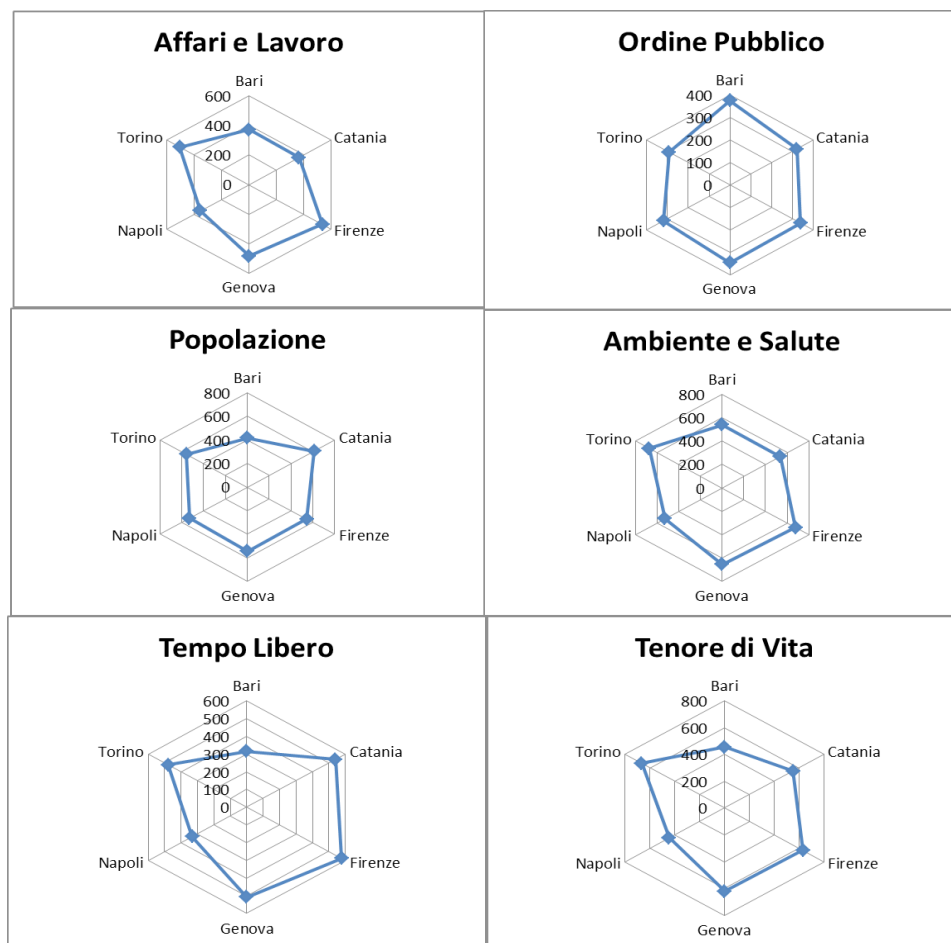 Affari e Lavoro
Bari
600
400
200
0
Torino
Catania
Napoli
Firenze
Genova
Ordine Pubblico
Bari
400
300
200
100
0
Torino
Catania
Napoli
Firenze
Genova
Popolazione
Bari
800
600
400
200
0
Torino
Catania
Napoli
Firenze
Genova
Ambiente e Salute
Bari
800
600
400
200
0
Torino
Catania
Napoli
Firenze
Genova
Tempo Libero
Bari
600
500
400
300
200
100
0
Torino
Catania
Napoli
Firenze
Genova
Tenore di Vita
Bari
800
600
400
200
0
Torino
Catania
Napoli
Firenze
Genova